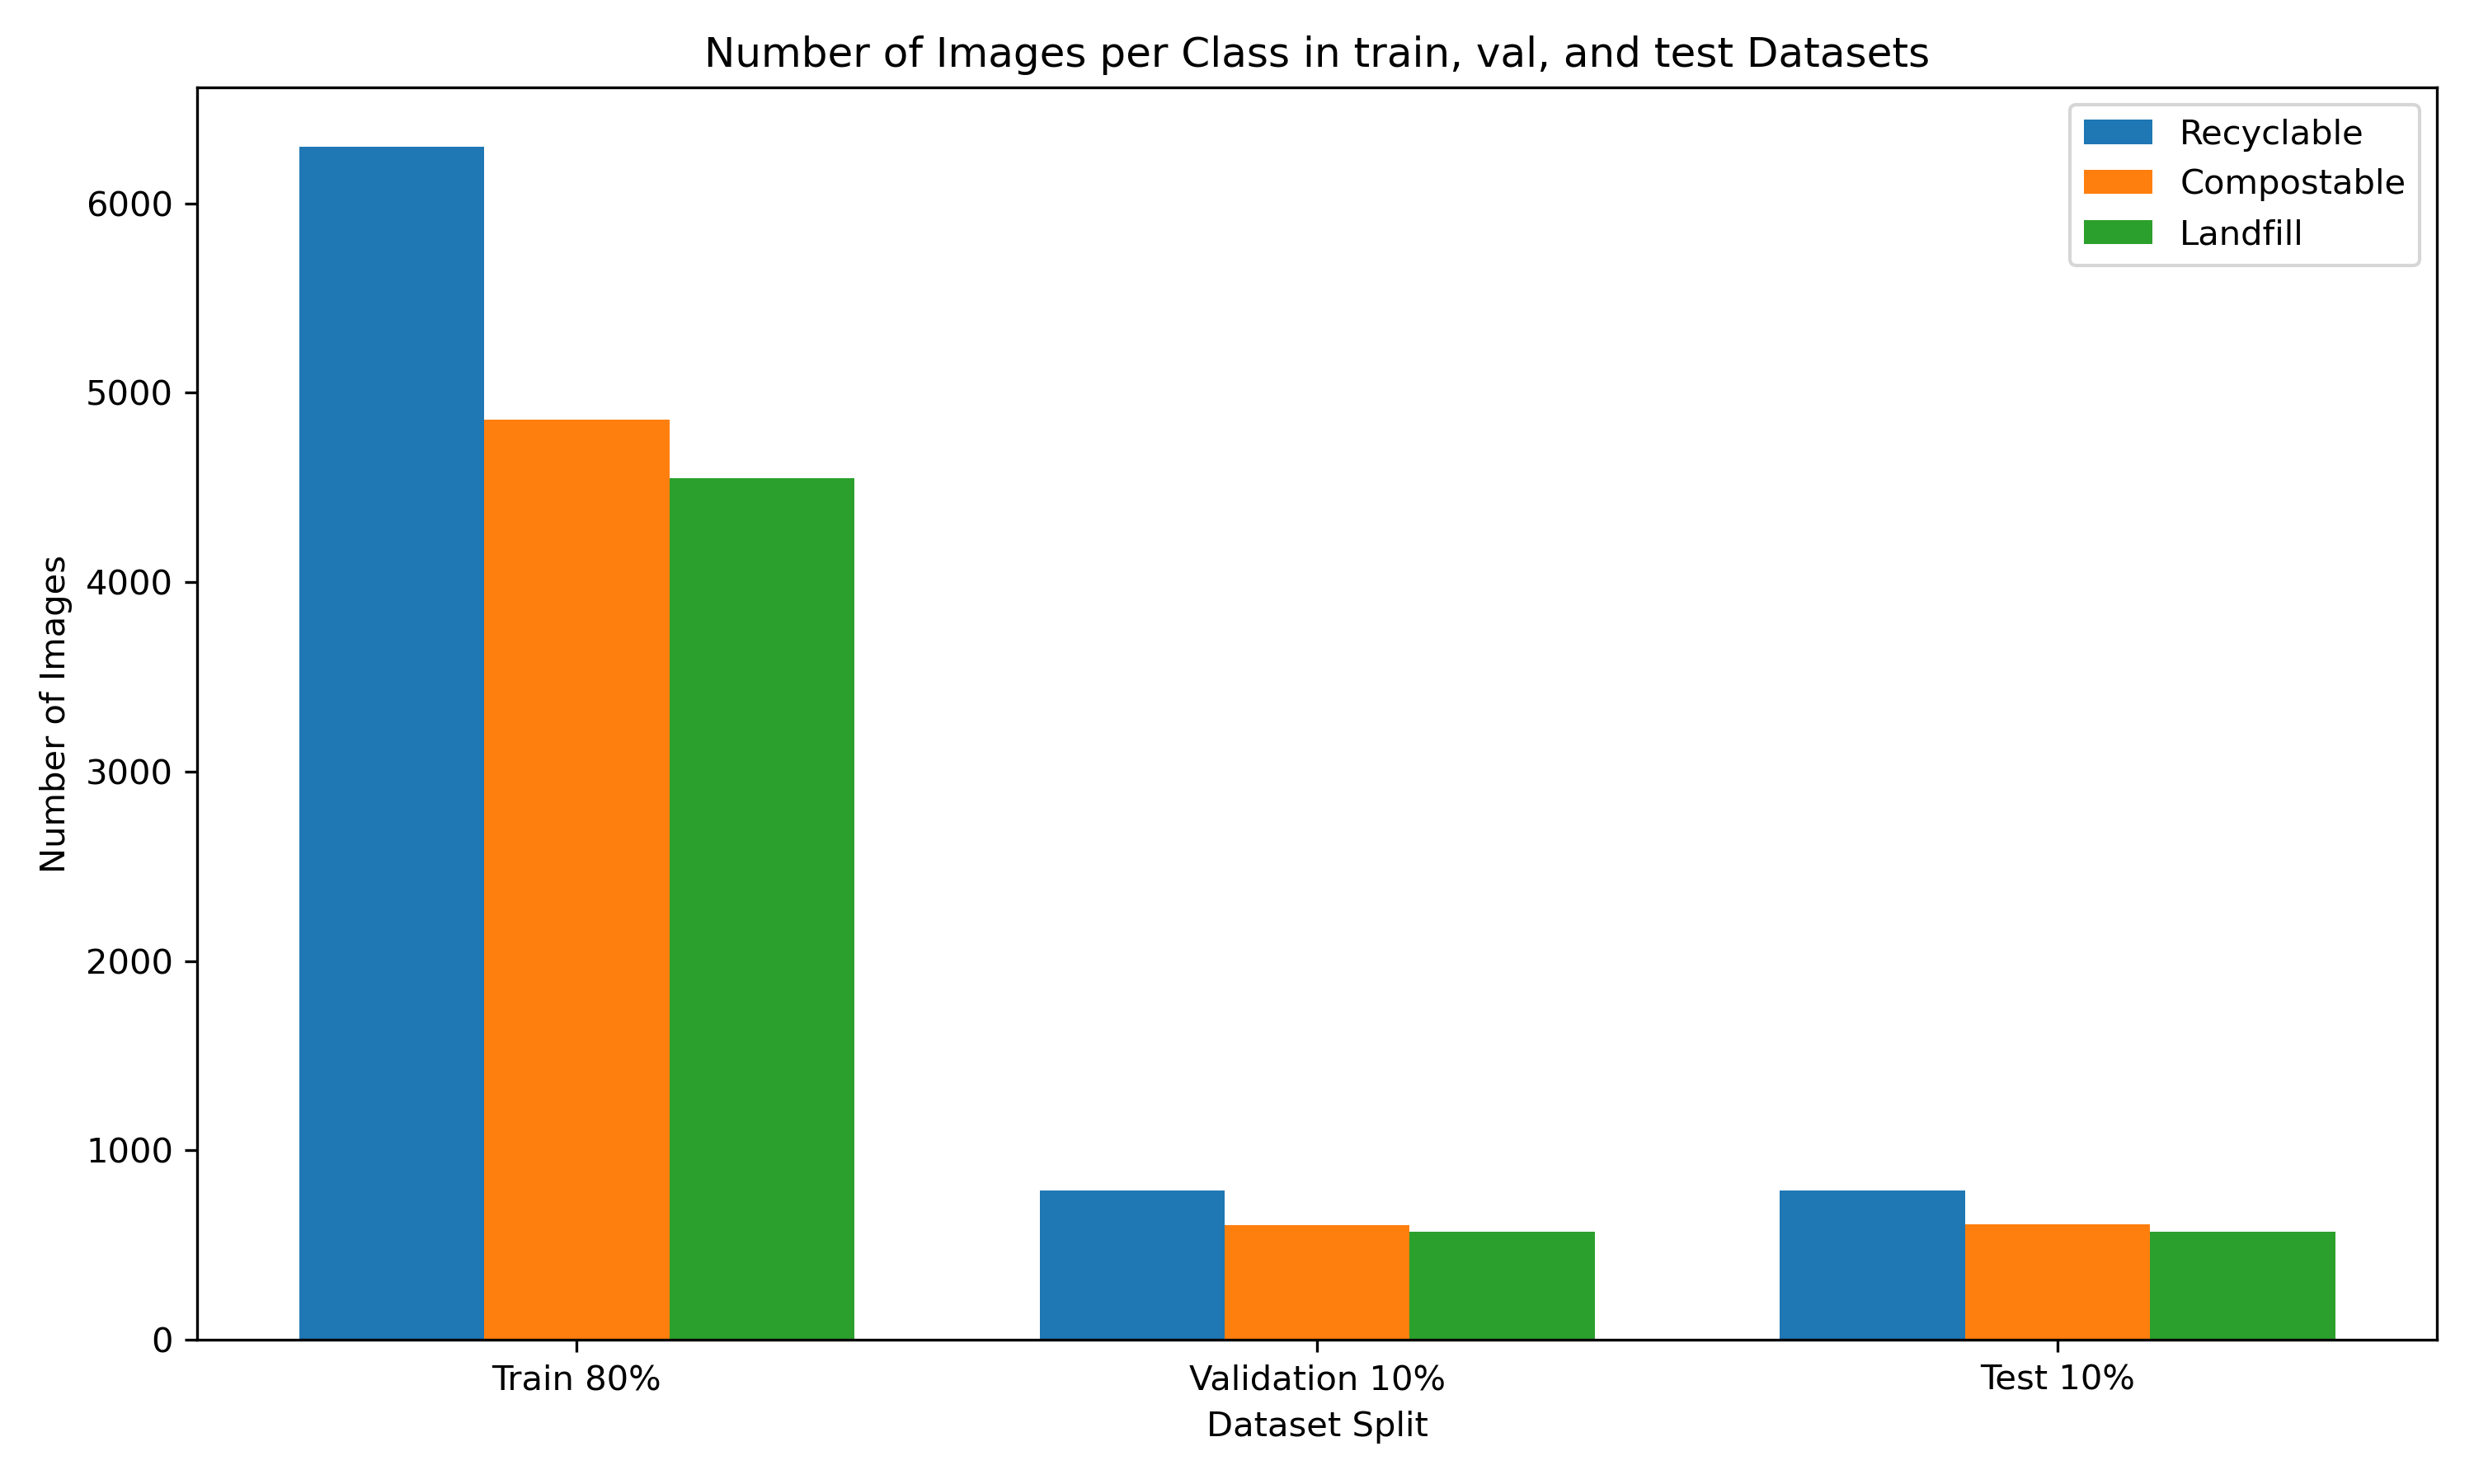 Number of Images per Class in train, val, and test Datasets
Recyclable
Compostable
Landfill
Number of Images
6000
5000
4000
3000
2000
1000
0
Train 80%
Validation 10%
Test 10%
Dataset Split